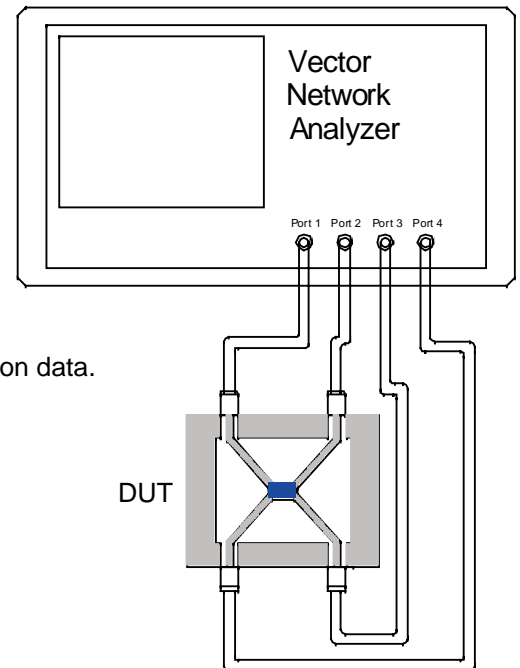 Vector
Network
Analyzer
Port 1 Port 2 Port 3 Port 4
on data.
DUT